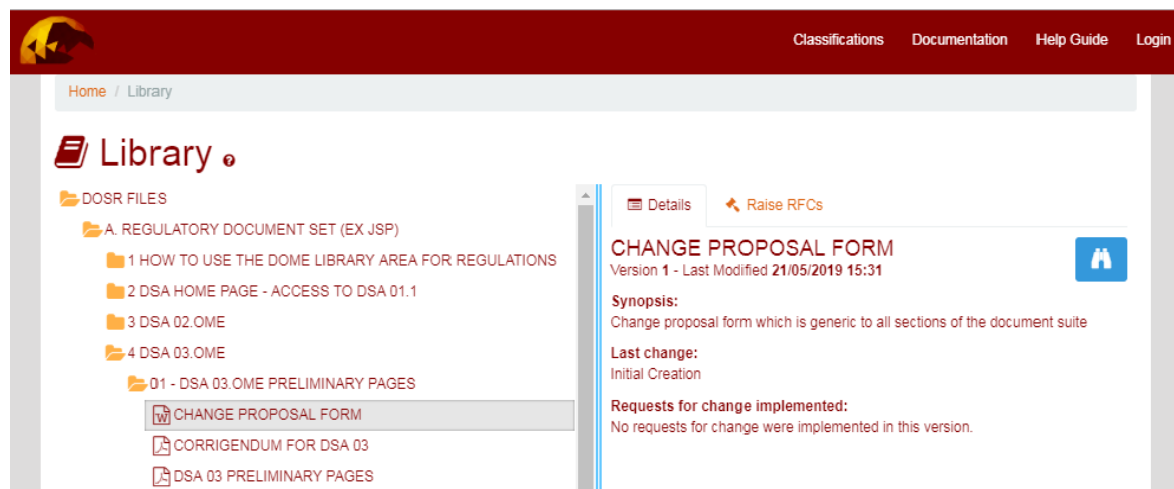 Classifications Documentation Help Guide Login
Home / Library
Library
DOSR FILES
A. REGULATORY DOCUMENT SET (EX JSP)
1 HOW TO USE THE DOME LIBRARY AREA FOR REGULATIONS
2 DSA HOME PAGE - ACCESS TO DSA 01.1
3 DSA 02.OME
4 DSA 03.OME
01 - DSA 03.OME PRELIMINARY PAGES
CHANGE PROPOSAL FORM
CORRIGENDUM FOR DSA 03
DSA 03 PRELIMINARY PAGES
Details Raise RFCs
CHANGE PROPOSAL FORM
Version 1 - Last Modified 21/05/2019 15:31
Synopsis:
Change proposal form which is generic to all sections of the document suite
Last change:
Initial Creation
Requests for change implemented:
No requests for change were implemented in this version.